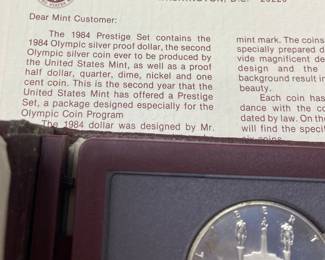 20220
Dear Mint Customer:
The 1984 Prestige Set contains the
1984 Olympic silver proof dollar, the second
Olympic silver coin ever to be produced by
the United States Mint, as well as a proof
half dollar, quarter, dime, nickel and one
cent coin. This is the second year that the
United States Mint has offered a Prestige
Set, a package designed especially for the
Olympic Coin Program
The 1984 dollar was designed by Mr.
mint mark. The coins
specially prepared d
vide magnificent de
design and the
background result in
beauty.
Each coin has
dance with the co
dated by law. On th
will find the specifi
six coins